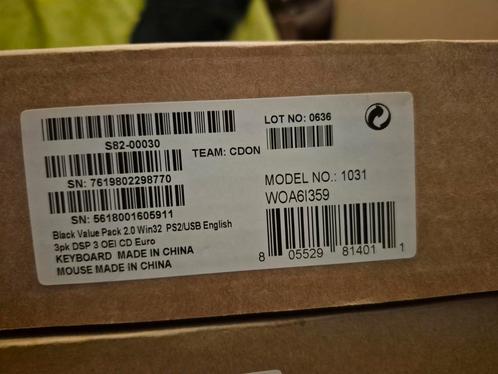 S82-00030
SN: 7619802298770
SN: 5618001605911
TEAM: CDON
LOT NO: 0636
MODEL NO.: 1031
WOA6I359
Black Value Pack 2.0 Win32 PS2/USB English
3pk DSP 3 OEI CD Euro
KEYBOARD MADE IN CHINA
MOUSE MADE IN CHINA
8 05529 81401 1